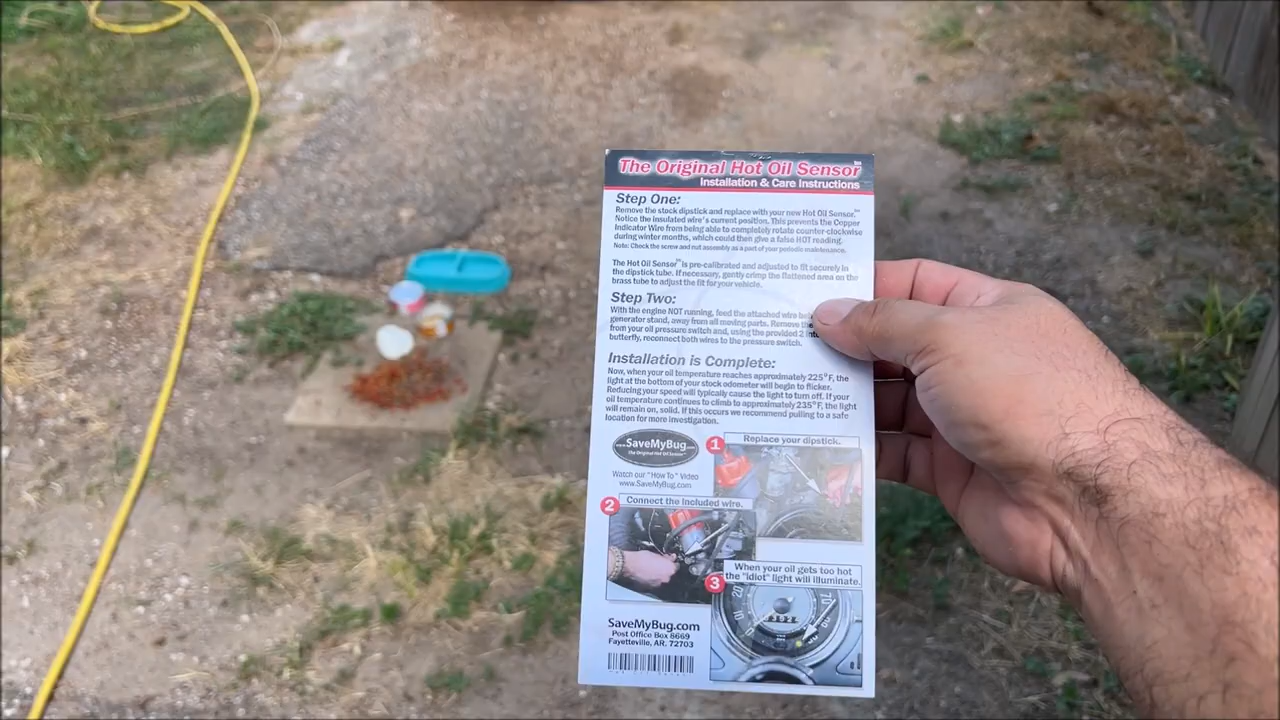 The Original Hot Oil Sensor™
Installation & Care Instructions
Step One:
Remove the stock dipstick and replace with your new Hot Oil Sensor.™
Notice the insulated wire's current position. This prevents the Copper
Indicator Wire from being able to completely rotate counter-clockwise
during winter months, which could then give a false HOT reading.
Note: Check the screw and nut assembly as a part of your periodic maintenance.
The Hot Oil Sensor™ is pre-calibrated and adjusted to fit securely in
the dipstick tube. If necessary, gently crimp the flattened area on the
brass tube to adjust the fit for your vehicle.
Step Two:
With the engine NOT running, feed the attached wire
generator stand, away from all moving parts. Remove the
from your oil pressure switch and, using the provided 2
butterfly, reconnect both wires to the pressure switch.
Installation is Complete:
Now, when your oil temperature reaches approximately 225°F, the
light at the bottom of your stock odometer will begin to flicker.
Reducing your speed will typically cause the light to turn off. If your
oil temperature continues to climb to approximately 235°F, the light
will remain on, solid. If this occurs we recommend pulling to a safe
location for more investigation.
www.SaveMyBug.com
The Original Hot Oil Sensor
Watch our "How To" Video
www.SaveMyBug.com
1
Replace your dipstick.
2
Connect the included wire.
3
When your oil gets too hot
the "idiot" light will illuminate.
SaveMyBug.com
Post Office Box 8669
Fayetteville, AR. 72703